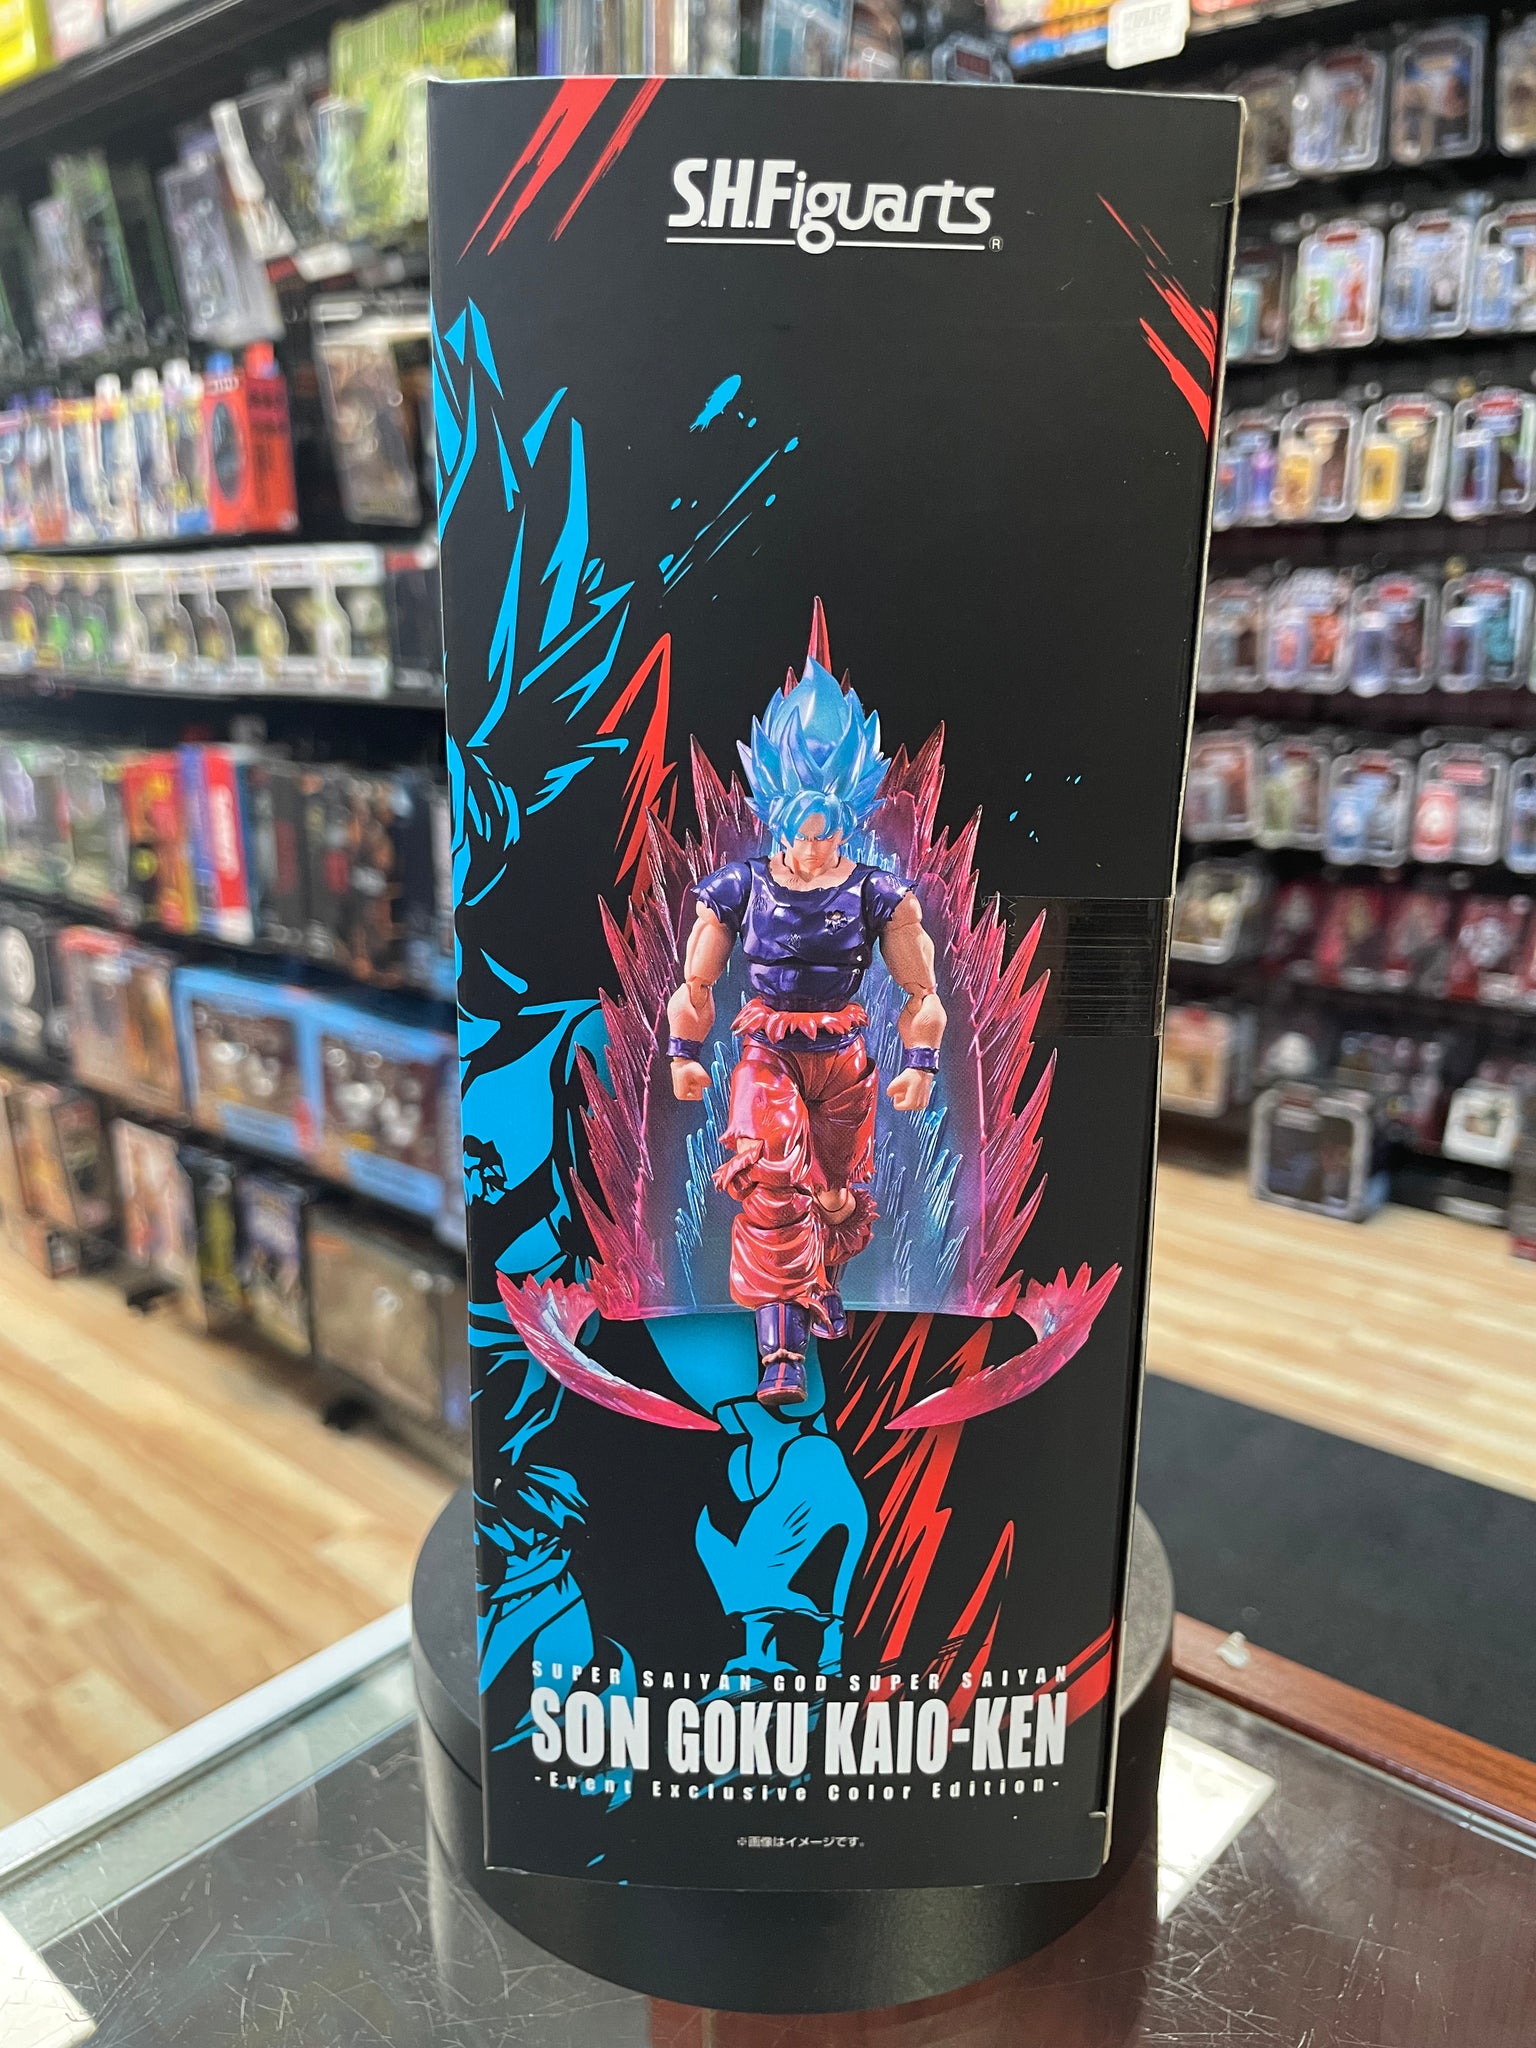 S.H.Figuarts
®
SUPER SAIYAN GOD SUPER SAIYAN
SON GOKU KAIO-KEN
-Event Exclusive Color Edition-
※画像はイメージです。